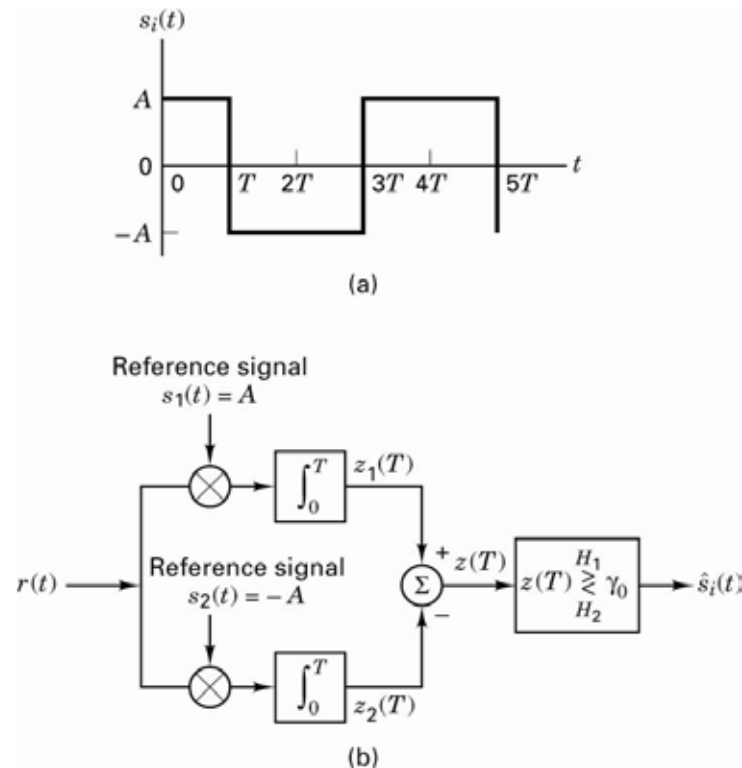 s_i(t)
A
0
0 T 2T 3T 4T 5T t
−A
(a)
Reference signal
s_1(t) = A
∫_0^T z_1(T)
r(t)
Reference signal
s_2(t) = −A
Σ
+
−
z(T)
H_1
z(T) ≷ γ_0
H_2
ŝ_i(t)
∫_0^T z_2(T)
(b)